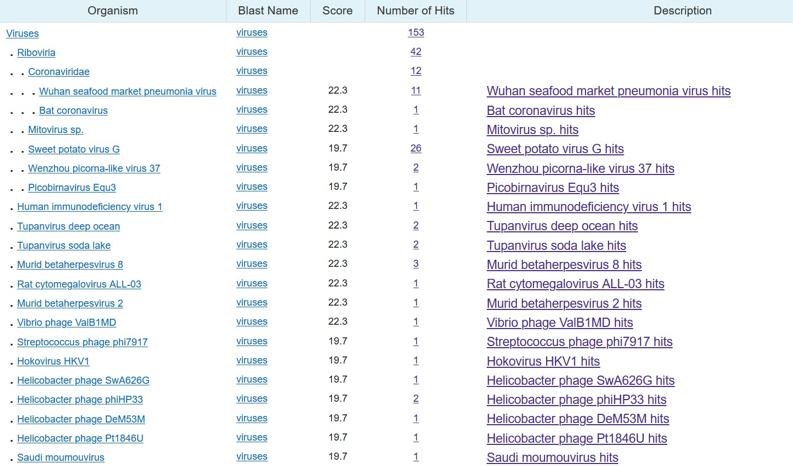 Organism Blast Name Score Number of Hits Description
Viruses viruses 153
. Riboviria viruses 42
. . Coronaviridae viruses 12
. . . Wuhan seafood market pneumonia virus viruses 22.3 11 Wuhan seafood market pneumonia virus hits
. . . Bat coronavirus viruses 22.3 1 Bat coronavirus hits
. . Mitovirus sp. viruses 22.3 1 Mitovirus sp. hits
. . Sweet potato virus G viruses 19.7 26 Sweet potato virus G hits
. . Wenzhou picorna-like virus 37 viruses 19.7 2 Wenzhou picorna-like virus 37 hits
. . Picobirnavirus Equ3 viruses 19.7 1 Picobirnavirus Equ3 hits
. Human immunodeficiency virus 1 viruses 22.3 1 Human immunodeficiency virus 1 hits
. Tupanvirus deep ocean viruses 22.3 2 Tupanvirus deep ocean hits
. Tupanvirus soda lake viruses 22.3 2 Tupanvirus soda lake hits
. Murid betaherpesvirus 8 viruses 22.3 3 Murid betaherpesvirus 8 hits
. Rat cytomegalovirus ALL-03 viruses 22.3 1 Rat cytomegalovirus ALL-03 hits
. Murid betaherpesvirus 2 viruses 22.3 1 Murid betaherpesvirus 2 hits
. Vibrio phage ValB1MD viruses 22.3 1 Vibrio phage ValB1MD hits
. Streptococcus phage phi7917 viruses 19.7 1 Streptococcus phage phi7917 hits
. Hokovirus HKV1 viruses 19.7 1 Hokovirus HKV1 hits
. Helicobacter phage SwA626G viruses 19.7 1 Helicobacter phage SwA626G hits
. Helicobacter phage phiHP33 viruses 19.7 2 Helicobacter phage phiHP33 hits
. Helicobacter phage DeM53M viruses 19.7 1 Helicobacter phage DeM53M hits
. Helicobacter phage Pt1846U viruses 19.7 1 Helicobacter phage Pt1846U hits
. Saudi moumouvirus viruses 19.7 1 Saudi moumouvirus hits